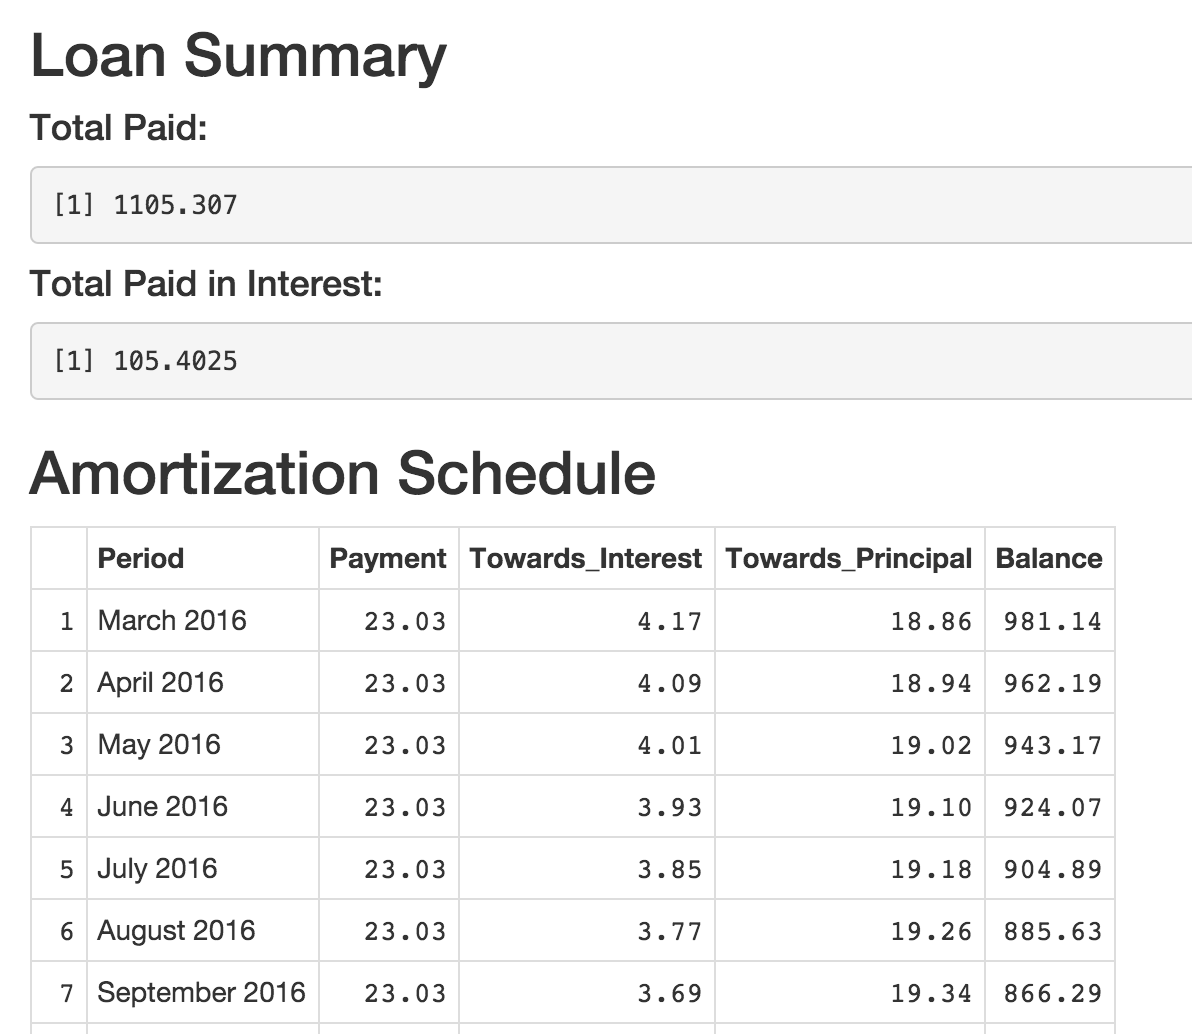 Loan Summary
Total Paid:
[1] 1105.307
Total Paid in Interest:
[1] 105.4025
Amortization Schedule
Period Payment Towards_Interest Towards_Principal Balance
1 March 2016 23.03 4.17 18.86 981.14
2 April 2016 23.03 4.09 18.94 962.19
3 May 2016 23.03 4.01 19.02 943.17
4 June 2016 23.03 3.93 19.10 924.07
5 July 2016 23.03 3.85 19.18 904.89
6 August 2016 23.03 3.77 19.26 885.63
7 September 2016 23.03 3.69 19.34 866.29